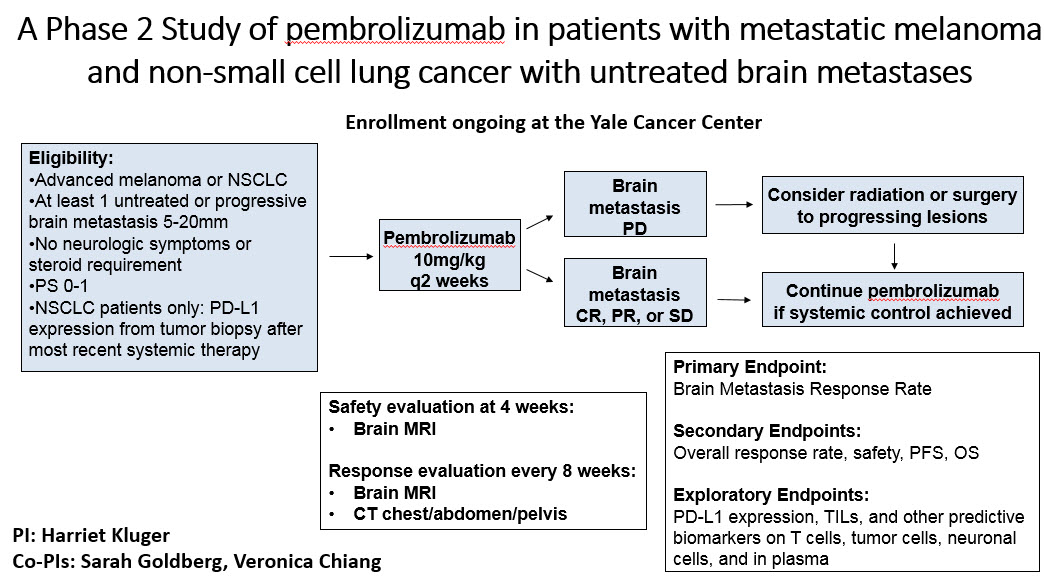 A Phase 2 Study of pembrolizumab in patients with metastatic melanoma
and non-small cell lung cancer with untreated brain metastases
Enrollment ongoing at the Yale Cancer Center
Eligibility:
•Advanced melanoma or NSCLC
•At least 1 untreated or progressive
brain metastasis 5-20mm
•No neurologic symptoms or
steroid requirement
•PS 0-1
•NSCLC patients only: PD-L1
expression from tumor biopsy after
most recent systemic therapy
Pembrolizumab
10mg/kg
q2 weeks
Brain
metastasis
PD
Consider radiation or surgery
to progressing lesions
Brain
metastasis
CR, PR, or SD
Continue pembrolizumab
if systemic control achieved
Safety evaluation at 4 weeks:
• Brain MRI
Response evaluation every 8 weeks:
• Brain MRI
• CT chest/abdomen/pelvis
Primary Endpoint:
Brain Metastasis Response Rate
Secondary Endpoints:
Overall response rate, safety, PFS, OS
Exploratory Endpoints:
PD-L1 expression, TILs, and other predictive
biomarkers on T cells, tumor cells, neuronal
cells, and in plasma
PI: Harriet Kluger
Co-PIs: Sarah Goldberg, Veronica Chiang